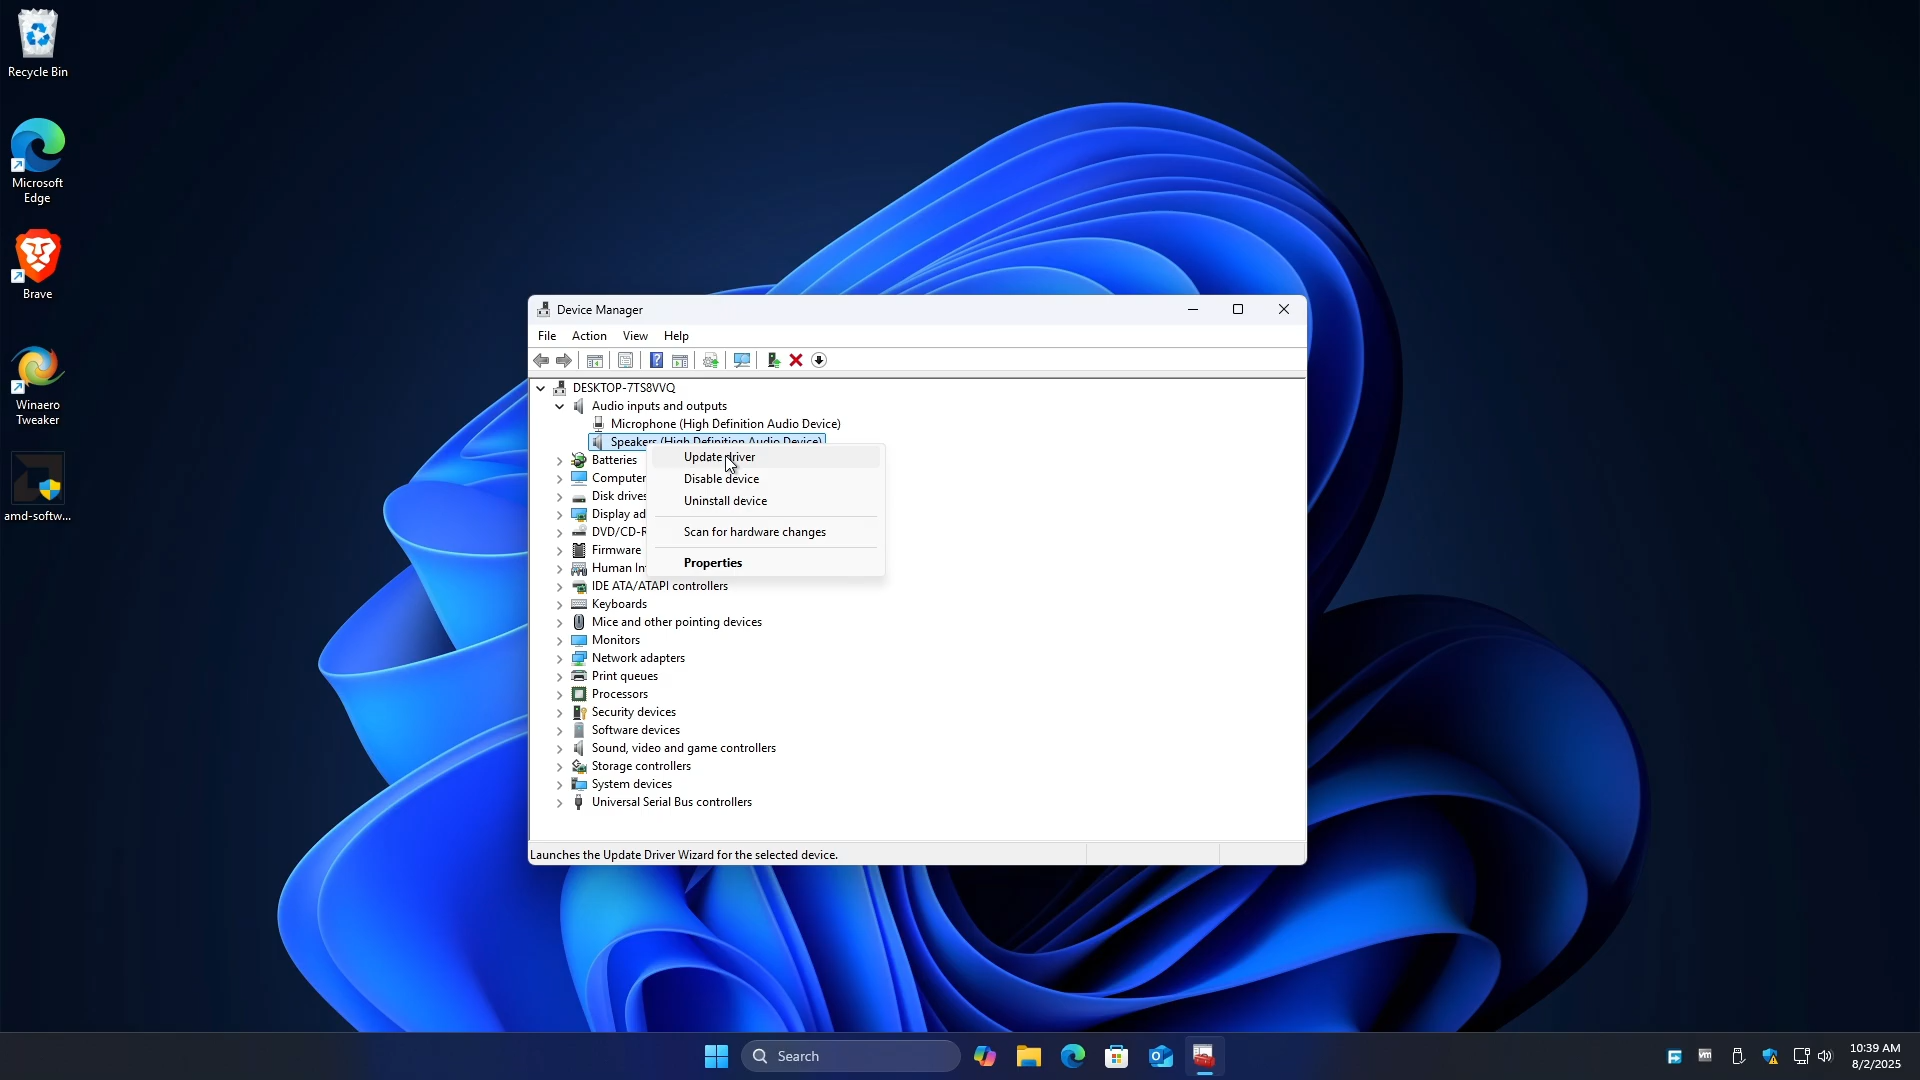 Recycle Bin
Microsoft
Edge
Brave
Winaero
Tweaker
amd-softw...
Device Manager
File Action View Help
DESKTOP-7TS8VVQ
Audio inputs and outputs
Microphone (High Definition Audio Device)
Speakers (High Definition Audio Device)
Batteries
Computer
Disk drives
Display ad
DVD/CD-R
Firmware
Human In
IDE ATA/ATAPI controllers
Keyboards
Mice and other pointing devices
Monitors
Network adapters
Print queues
Processors
Security devices
Software devices
Sound, video and game controllers
Storage controllers
System devices
Universal Serial Bus controllers
Update driver
Disable device
Uninstall device
Scan for hardware changes
Properties
Launches the Update Driver Wizard for the selected device.
Search
vm
10:39 AM
8/2/2025